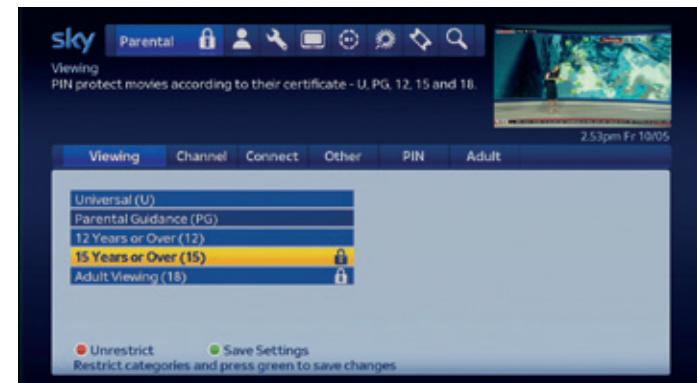 sky Parental
Viewing
PIN protect movies according to their certificate - U, PG, 12, 15 and 18.
2.53pm Fr 10/05
Viewing Channel Connect Other PIN Adult
Universal (U)
Parental Guidance (PG)
12 Years or Over (12)
15 Years or Over (15)
Adult Viewing (18)
Unrestrict Save Settings
Restrict categories and press green to save changes